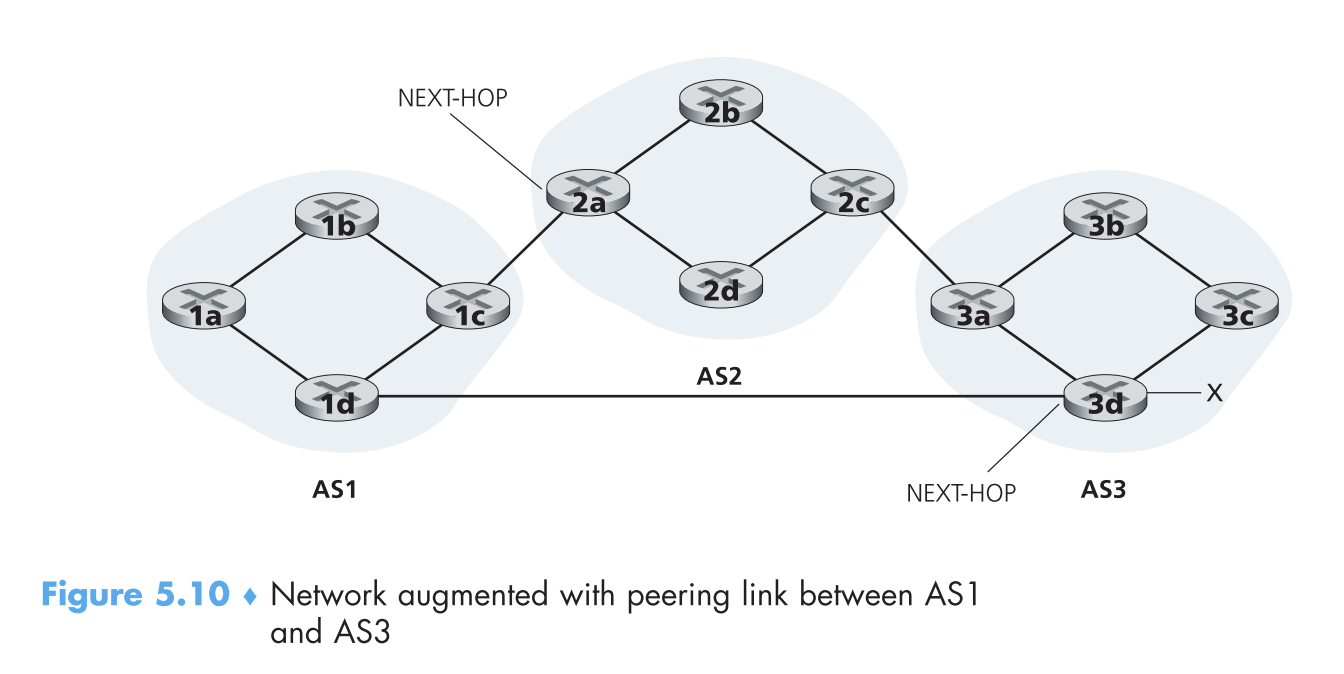 NEXT-HOP
2b
2a
2c
2d
1b
1a
1c
1d
3b
3a
3c
3d
X
AS2
NEXT-HOP
AS1
AS3
Figure 5.10 ♦ Network augmented with peering link between AS1
and AS3